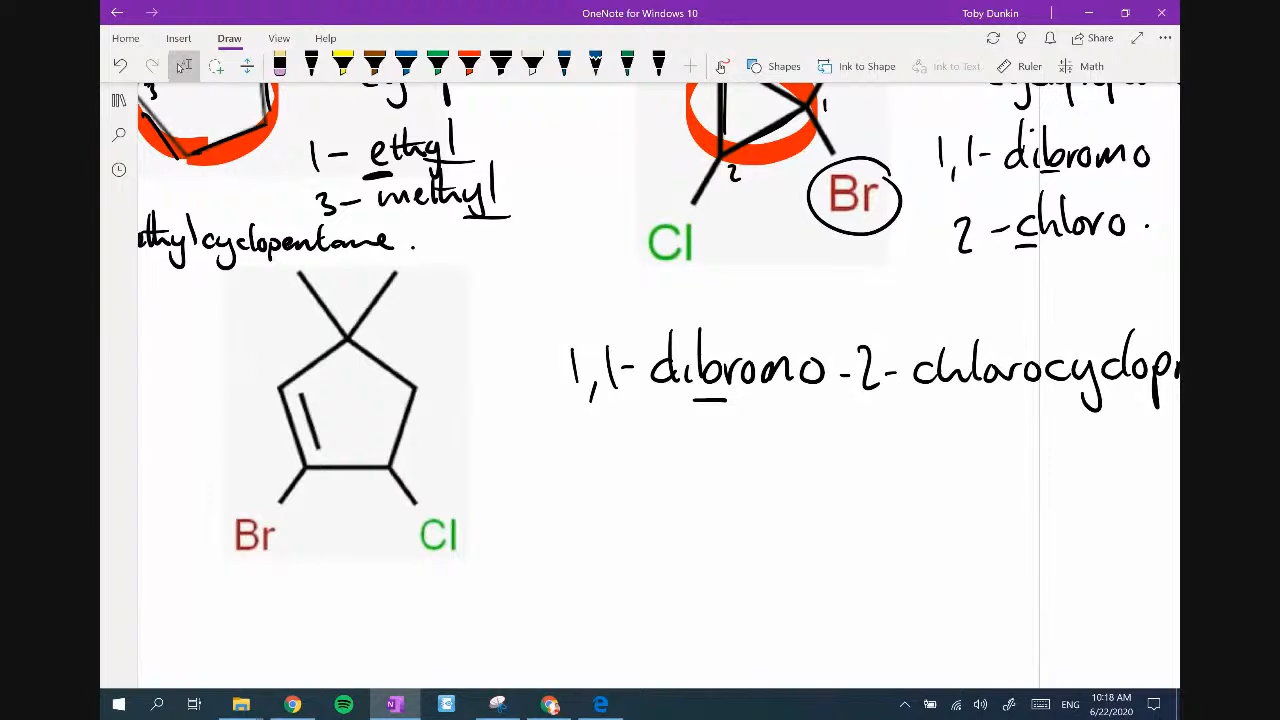 OneNote for Windows 10
Toby Dunkin
Home Insert Draw View Help
Share
Shapes
Ink to Shape
Ink to Text
Ruler
Math
3
1 - ethyl
3 - methyl
thylcyclopentane.
1
2
Br
Cl
1,1- dibromo
2 - chloro.
1,1- dibromo - 2 - chlorocyclop
Br
Cl
ENG
10:18 AM
6/22/2020